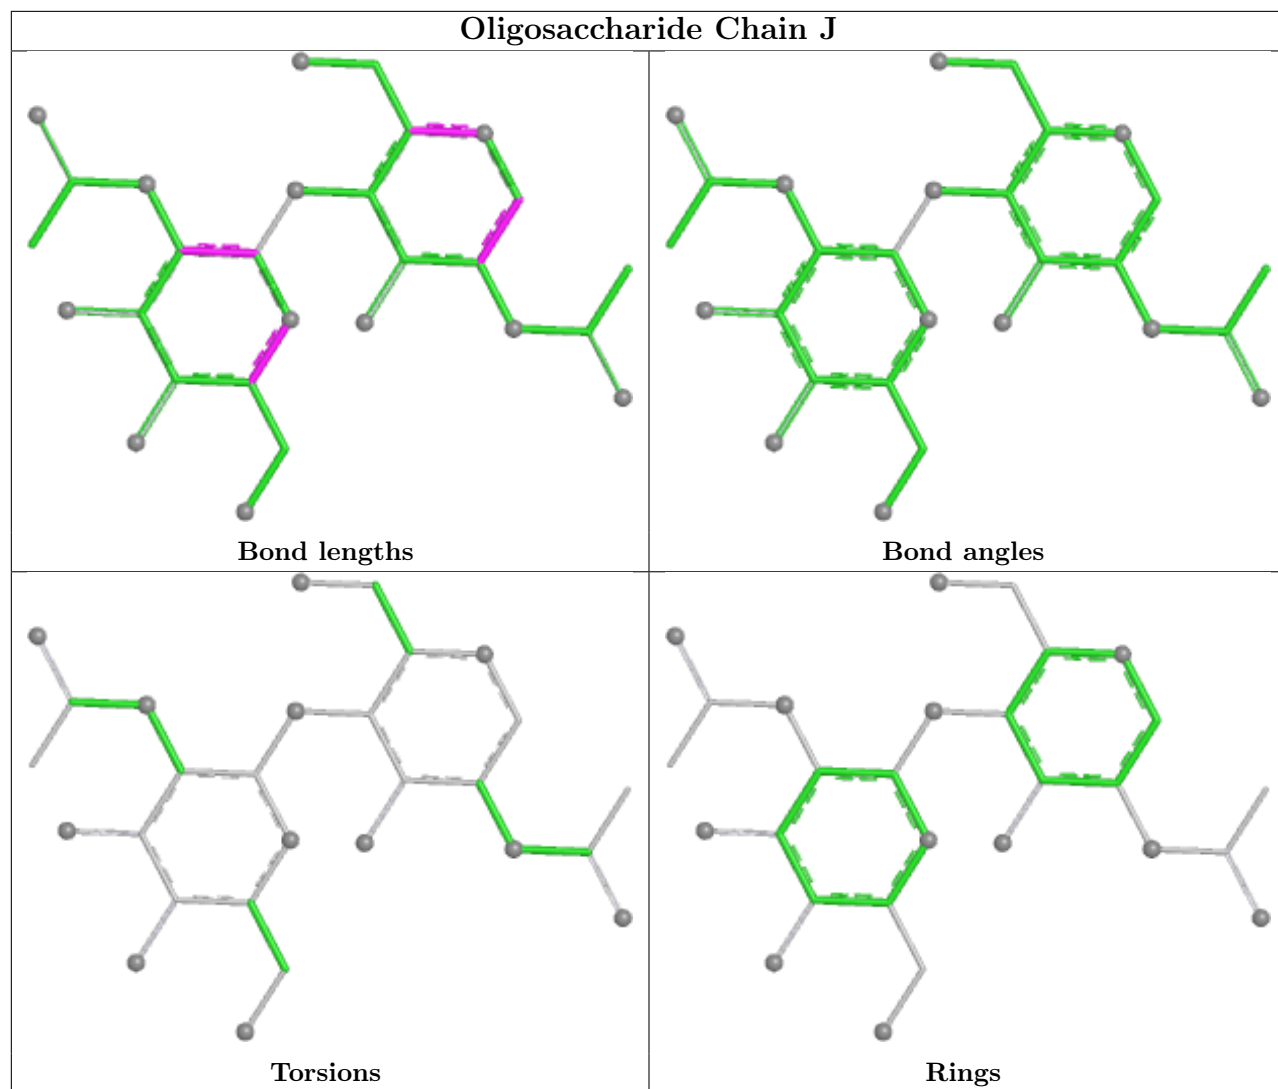 Oligosaccharide Chain J
Bond lengths
Bond angles
Torsions
Rings